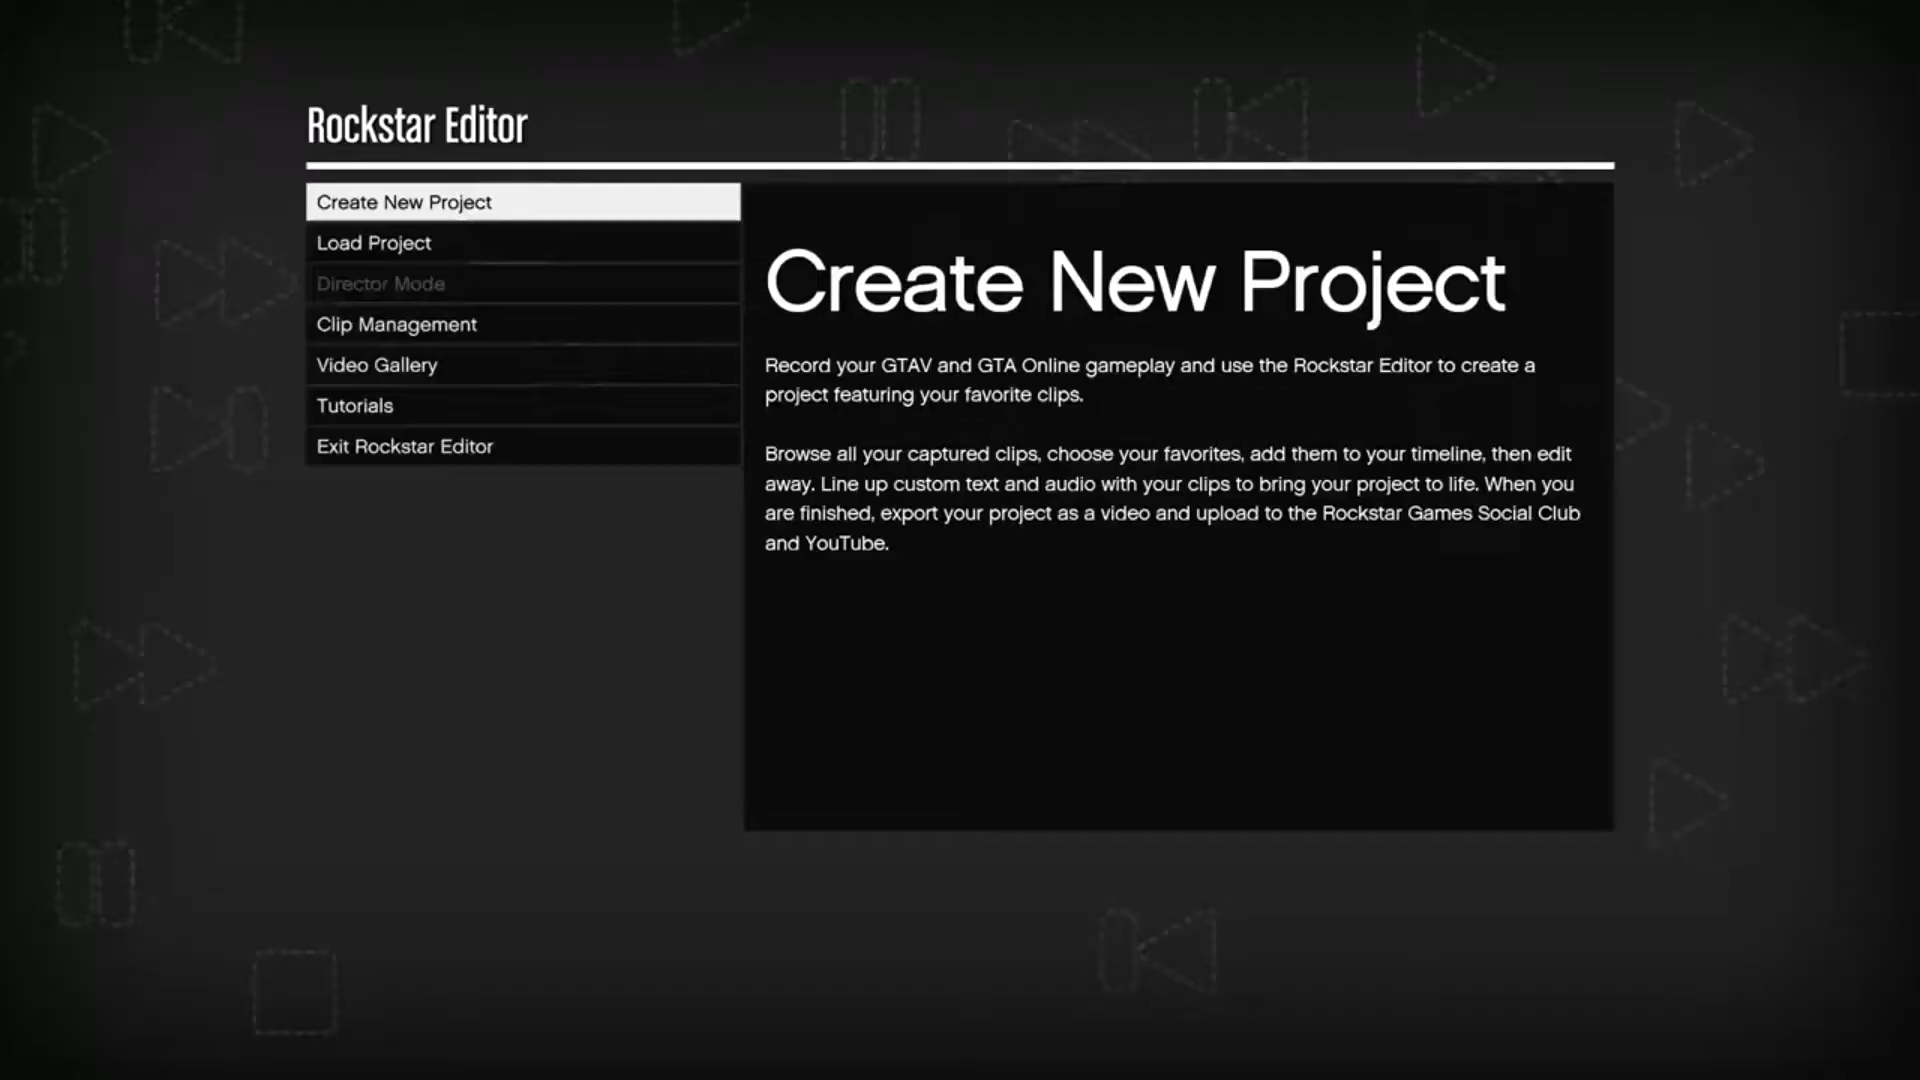 Rockstar Editor
Create New Project
Load Project
Director Mode
Clip Management
Video Gallery
Tutorials
Exit Rockstar Editor
Create New Project
Record your GTAV and GTA Online gameplay and use the Rockstar Editor to create a
project featuring your favorite clips.
Browse all your captured clips, choose your favorites, add them to your timeline, then edit
away. Line up custom text and audio with your clips to bring your project to life. When you
are finished, export your project as a video and upload to the Rockstar Games Social Club
and YouTube.